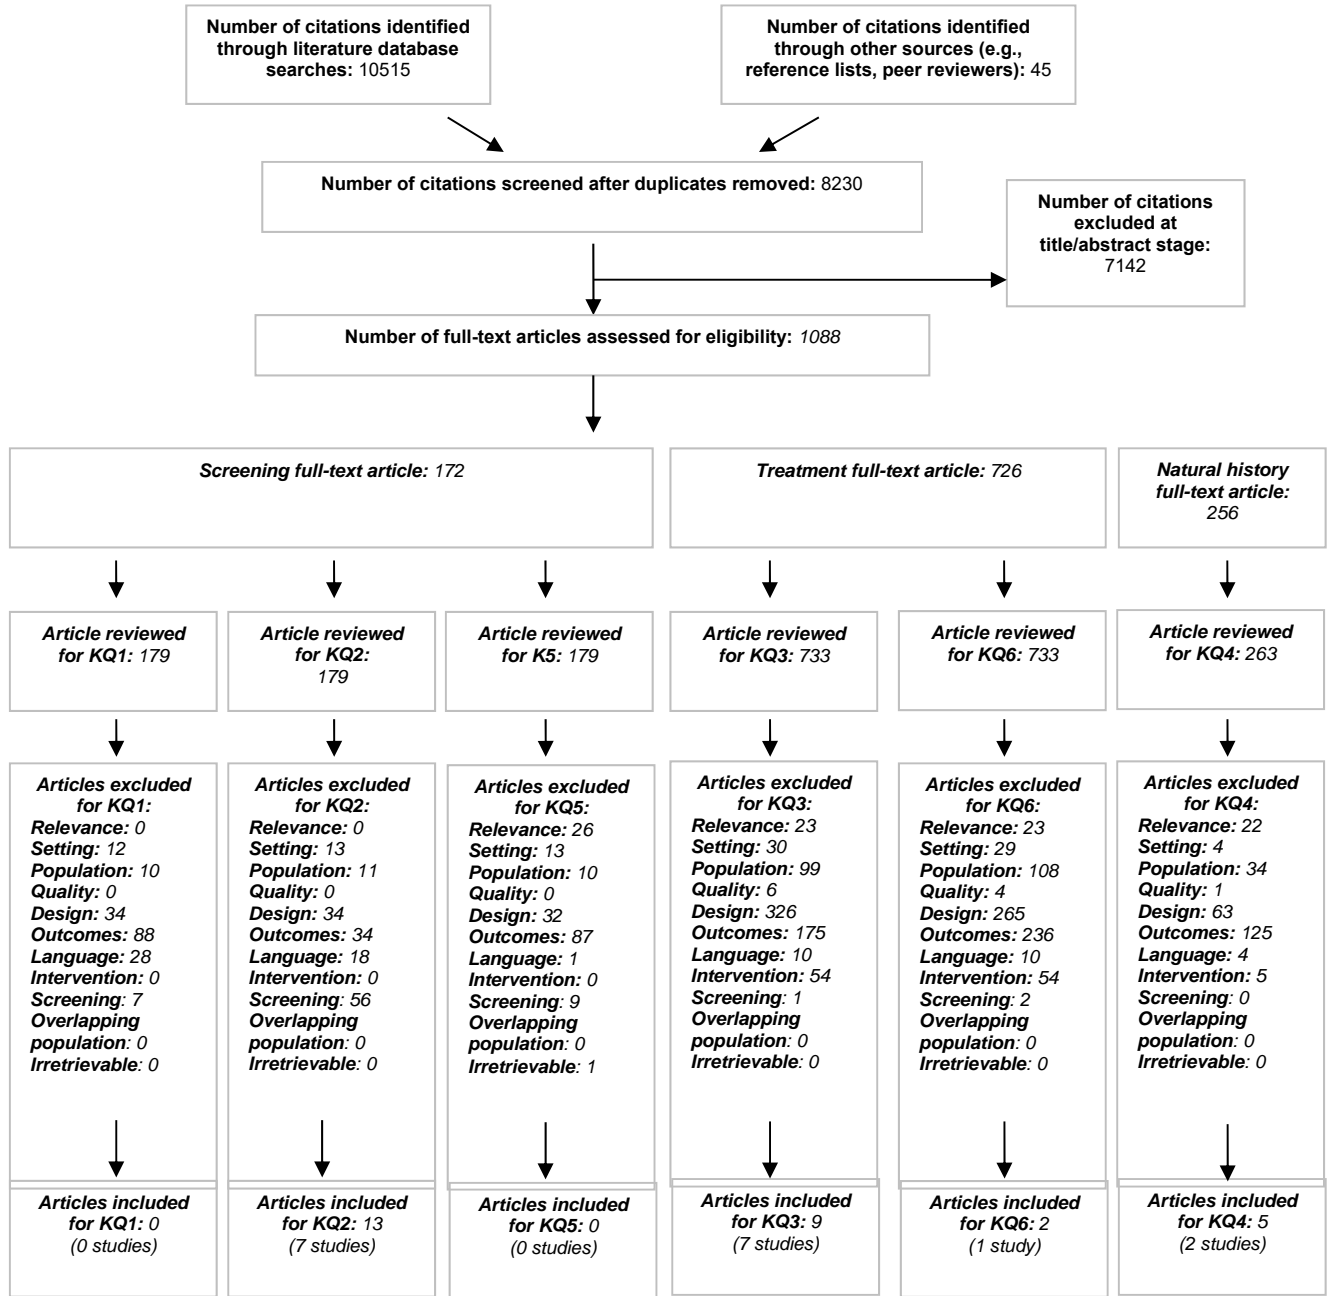 Number of citations identified
through literature database
searches: 10515
Number of citations identified
through other sources (e.g.,
reference lists, peer reviewers): 45
Number of citations screened after duplicates removed: 8230
Number of citations
excluded at
title/abstract stage:
7142
Number of full-text articles assessed for eligibility: 1088
Screening full-text article: 172
Treatment full-text article: 726
Natural history
full-text article:
256
Article reviewed
for KQ1: 179
Article reviewed
for KQ2:
179
Article reviewed
for K5: 179
Article reviewed
for KQ3: 733
Article reviewed
for KQ6: 733
Article reviewed
for KQ4: 263
Articles excluded
for KQ1:
Relevance: 0
Setting: 12
Population: 10
Quality: 0
Design: 34
Outcomes: 88
Language: 28
Intervention: 0
Screening: 7
Overlapping
population: 0
Irretrievable: 0
Articles excluded
for KQ2:
Relevance: 0
Setting: 13
Population: 11
Quality: 0
Design: 34
Outcomes: 34
Language: 18
Intervention: 0
Screening: 56
Overlapping
population: 0
Irretrievable: 0
Articles excluded
for KQ5:
Relevance: 26
Setting: 13
Population: 10
Quality: 0
Design: 32
Outcomes: 87
Language: 1
Intervention: 0
Screening: 9
Overlapping
population: 0
Irretrievable: 1
Articles excluded
for KQ3:
Relevance: 23
Setting: 30
Population: 99
Quality: 6
Design: 326
Outcomes: 175
Language: 10
Intervention: 54
Screening: 1
Overlapping
population: 0
Irretrievable: 0
Articles excluded
for KQ6:
Relevance: 23
Setting: 29
Population: 108
Quality: 4
Design: 265
Outcomes: 236
Language: 10
Intervention: 54
Screening: 2
Overlapping
population: 0
Irretrievable: 0
Articles excluded
for KQ4:
Relevance: 22
Setting: 4
Population: 34
Quality: 1
Design: 63
Outcomes: 125
Language: 4
Intervention: 5
Screening: 0
Overlapping
population: 0
Irretrievable: 0
Articles included
for KQ1: 0
(0 studies)
Articles included
for KQ2: 13
(7 studies)
Articles included
for KQ5: 0
(0 studies)
Articles included
for KQ3: 9
(7 studies)
Articles included
for KQ6: 2
(1 study)
Articles included
for KQ4: 5
(2 studies)